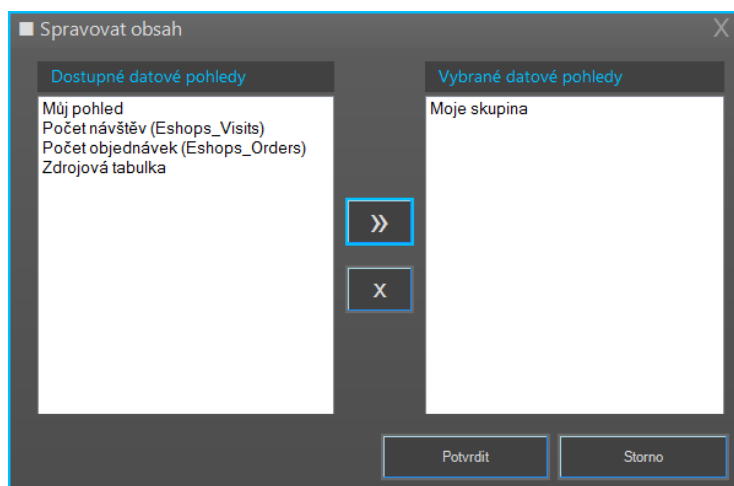 Spravovat obsah
X
Dostupné datové pohledy
Vybrané datové pohledy
Můj pohled
Počet návštěv (Eshops_Visits)
Počet objednávek (Eshops_Orders)
Zdrojová tabulka
Moje skupina
»
x
Potvrdit
Storno